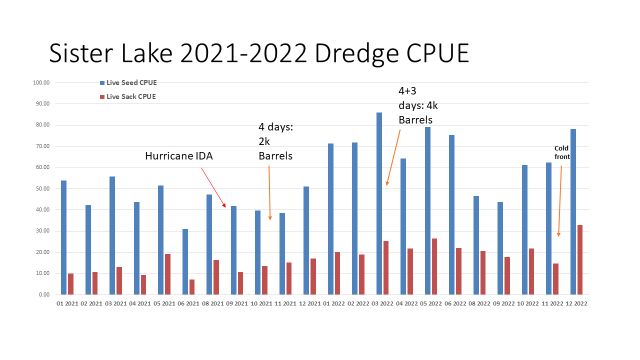 Sister Lake 2021-2022 Dredge CPUE
100.00
90.00
80.00
70.00
60.00
50.00
40.00
30.00
20.00
10.00
0.00
Live Seed CPUE
Live Sack CPUE
Hurricane IDA
4 days:
2k
Barrels
4+3
days: 4k
Barrels
Cold
front
01 2021 02 2021 03 2021 04 2021 05 2021 06 2021 08 2021 09 2021 10 2021 11 2021 12 2021 01 2022 02 2022 03 2022 04 2022 05 2022 06 2022 08 2022 09 2022 10 2022 11 2022 12 2022